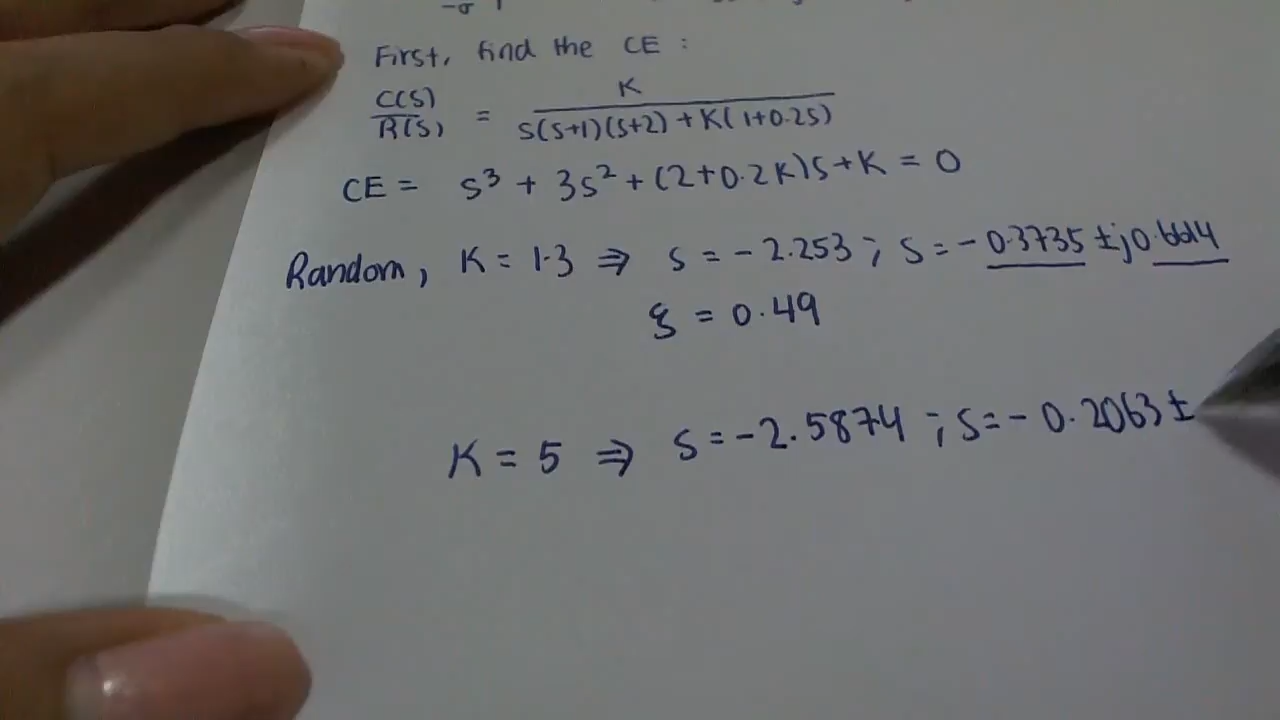 -σ
First, find the CE :
C(s)/R(s) = K / s(s+1)(s+2) + K(1+0.2s)
CE = s³ + 3s² + (2+0.2K)s + K = 0
Random, K = 1.3 ⇒ s = -2.253 ; s = -0.3735 ± j0.6614
ξ = 0.49
K = 5 ⇒ s = -2.5874 ; s = -0.2063 ±